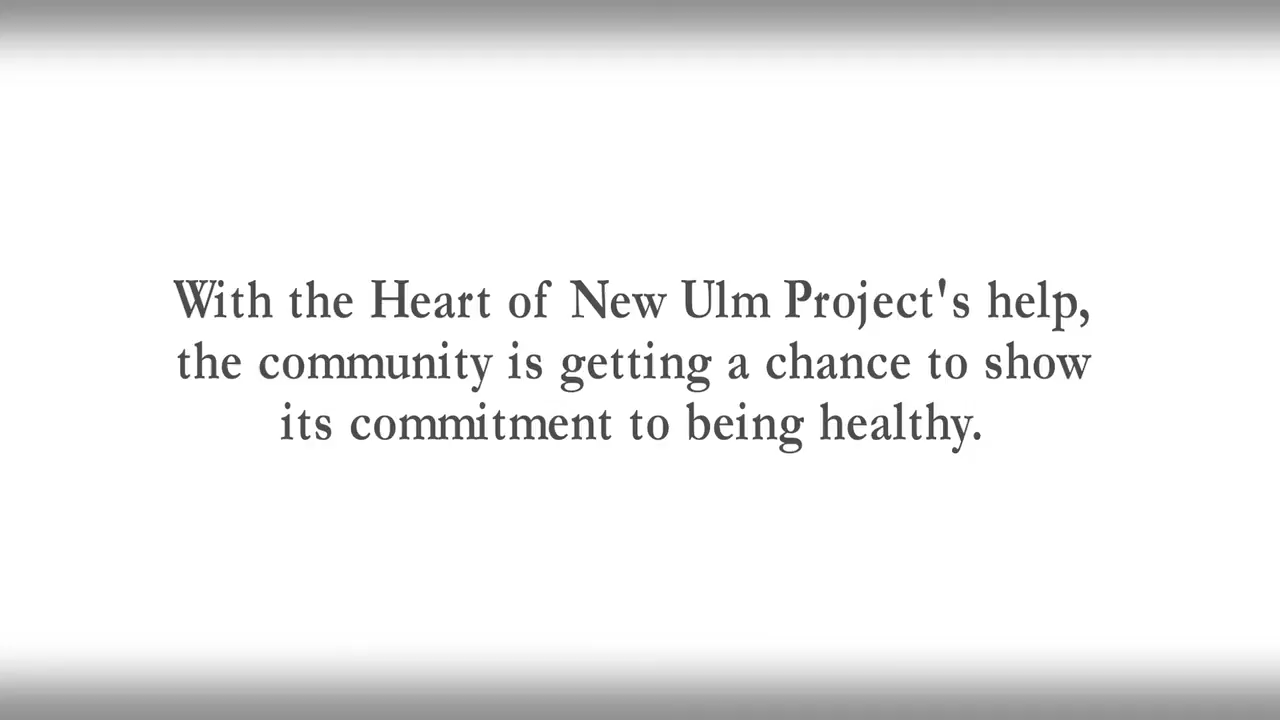 With the Heart of New Ulm Project's help,
the community is getting a chance to show
its commitment to being healthy.